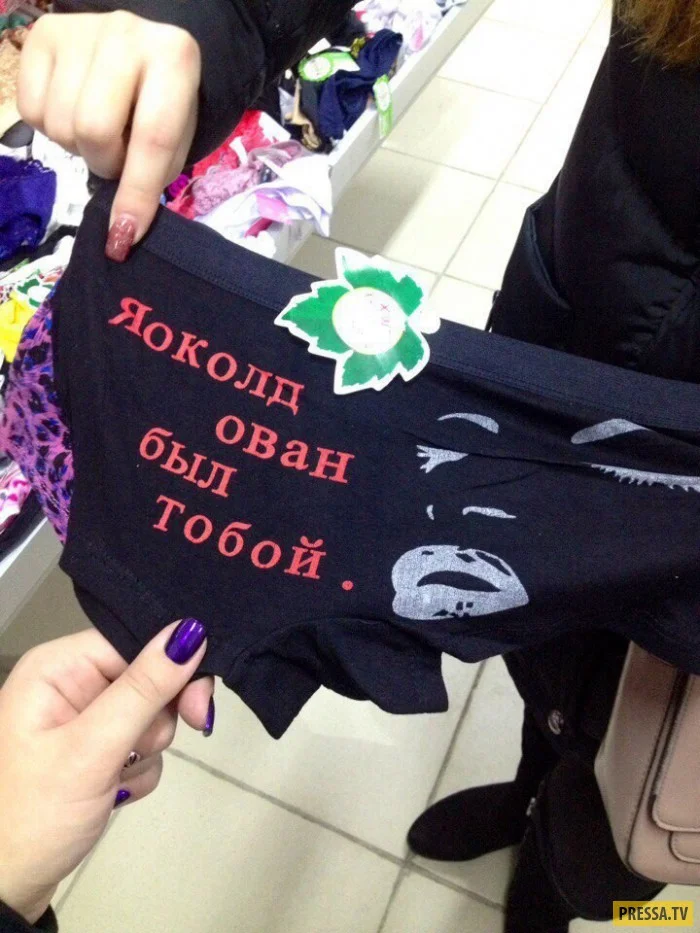 Яоколд
ован
был
тобой.
PRESSA.TV